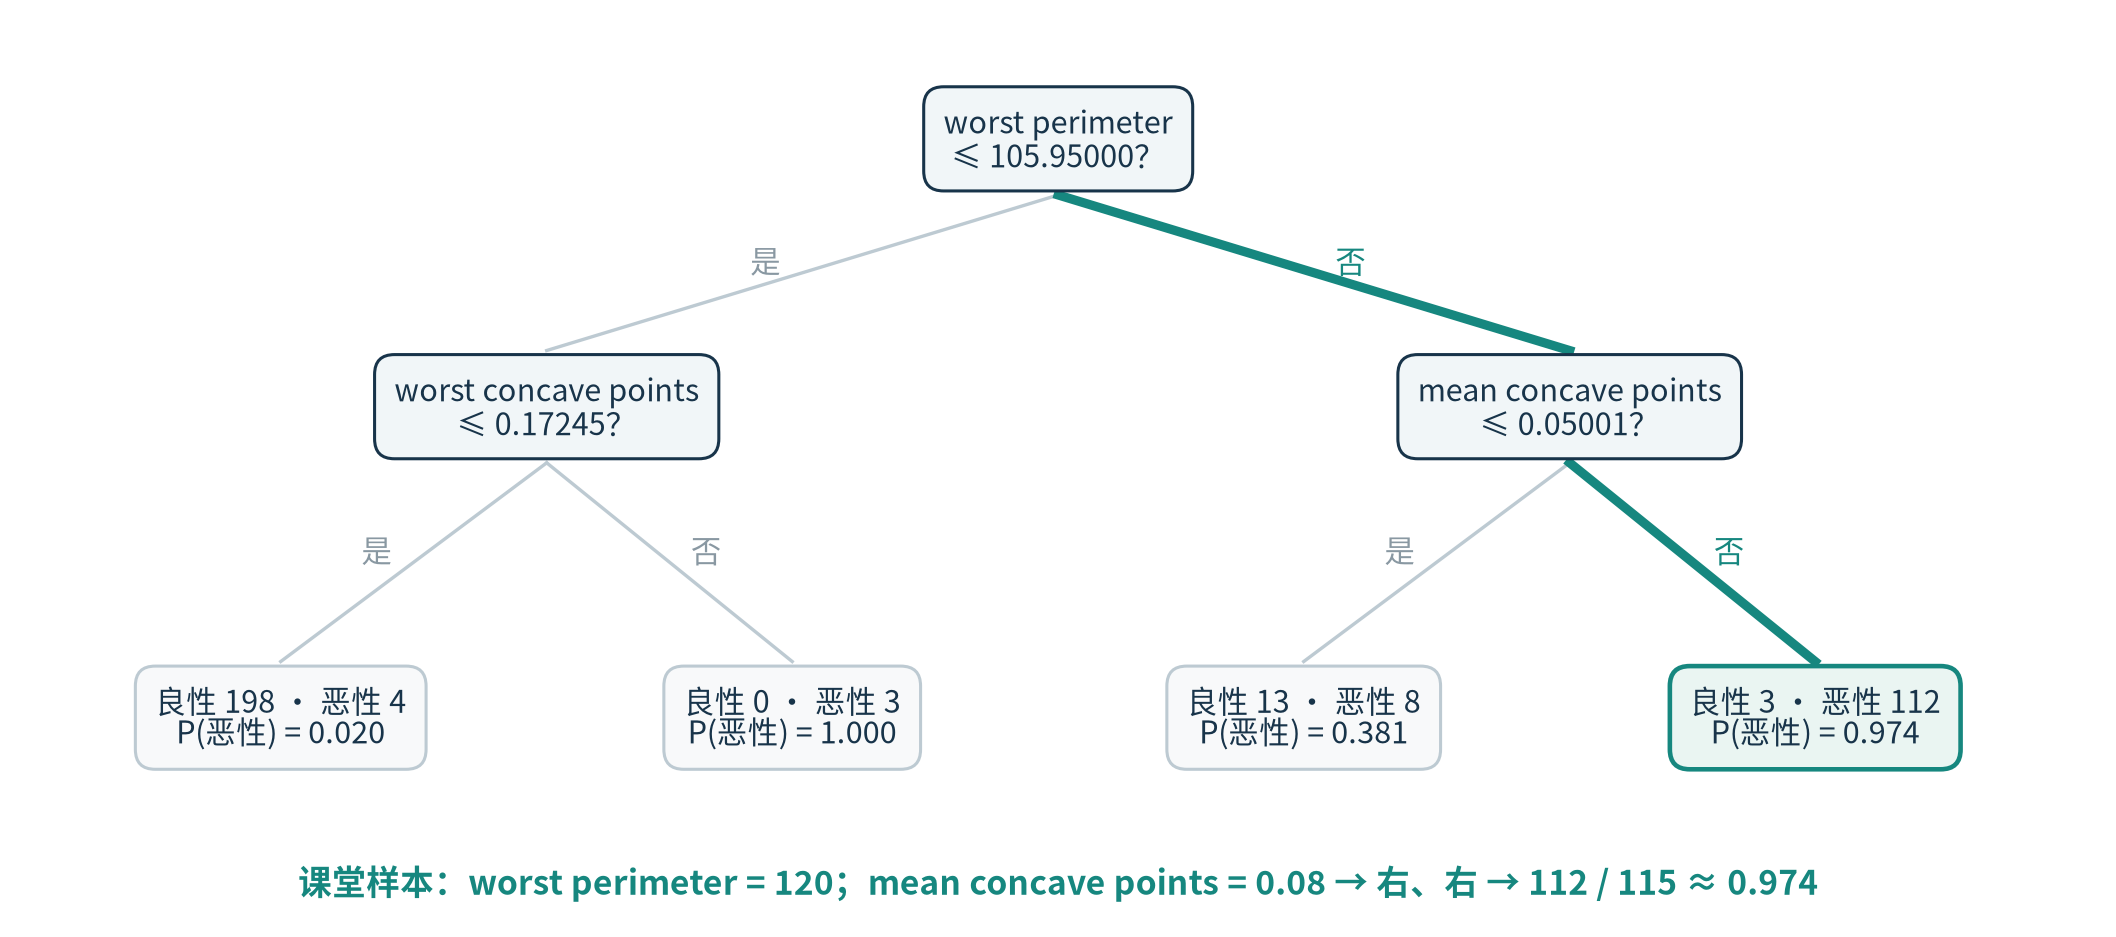 worst perimeter
≤ 105.95000?
是
否
worst concave points
≤ 0.17245?
mean concave points
≤ 0.05001?
是
否
是
否
良性 198 · 恶性 4
P(恶性) = 0.020
良性 0 · 恶性 3
P(恶性) = 1.000
良性 13 · 恶性 8
P(恶性) = 0.381
良性 3 · 恶性 112
P(恶性) = 0.974
课堂样本：worst perimeter = 120；mean concave points = 0.08 → 右、右 → 112 / 115 ≈ 0.974